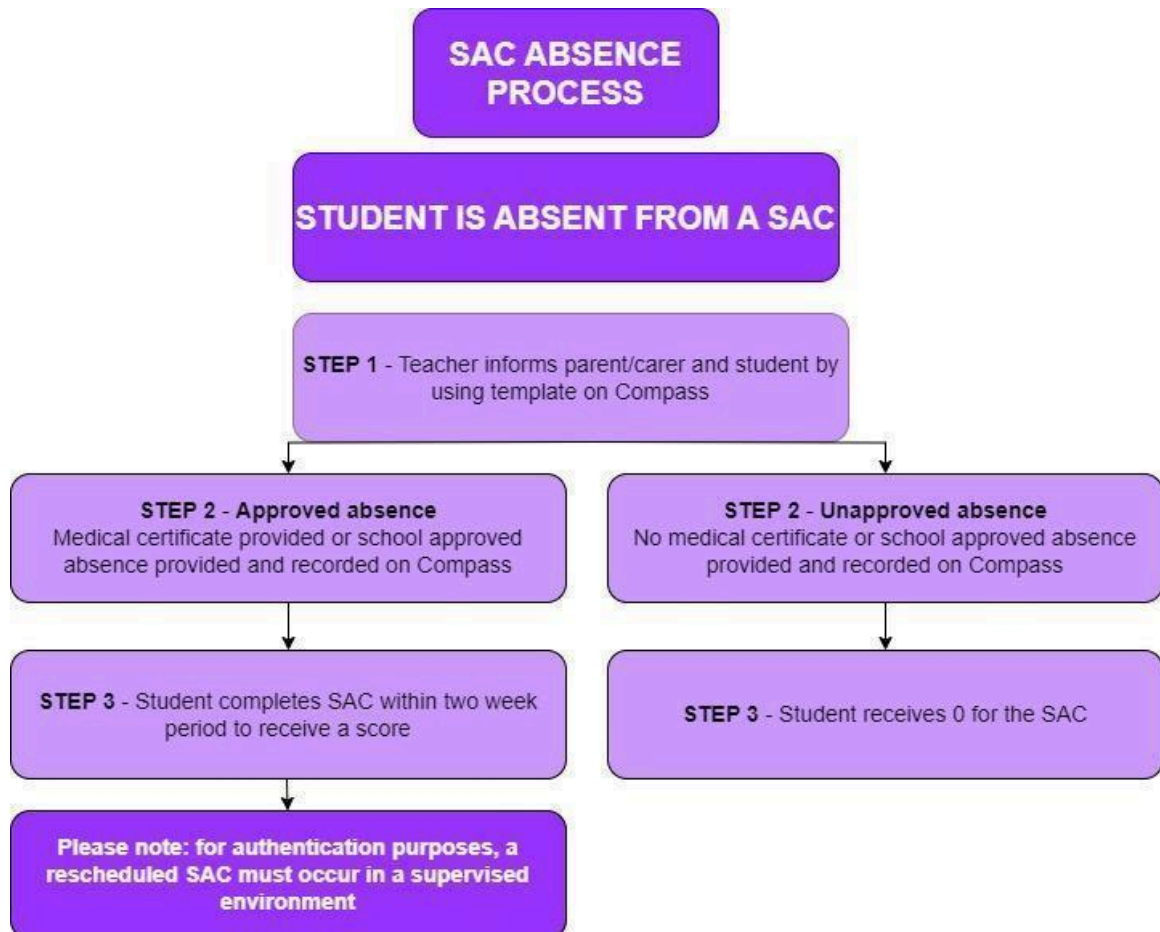 SAC ABSENCE
PROCESS
STUDENT IS ABSENT FROM A SAC
STEP 1 - Teacher informs parent/carer and student by
using template on Compass
STEP 2 - Approved absence
Medical certificate provided or school approved
absence provided and recorded on Compass
STEP 3 - Student completes SAC within two week
period to receive a score
Please note: for authentication purposes, a
rescheduled SAC must occur in a supervised
environment
STEP 2 - Unapproved absence
No medical certificate or school approved absence
provided and recorded on Compass
STEP 3 - Student receives 0 for the SAC